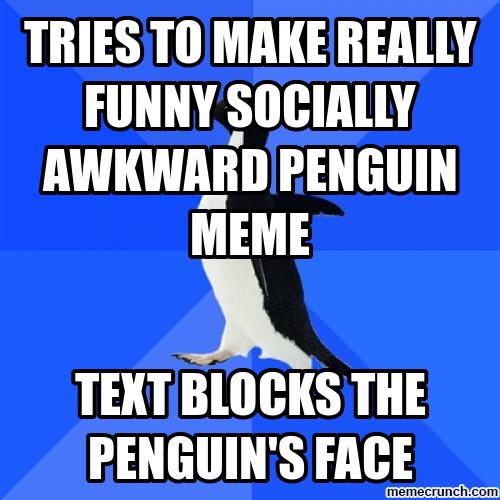 TRIES TO MAKE REALLY
FUNNY SOCIALLY
AWKWARD PENGUIN
MEME
TEXT BLOCKS THE
PENGUIN'S FACE
memecrunch.com